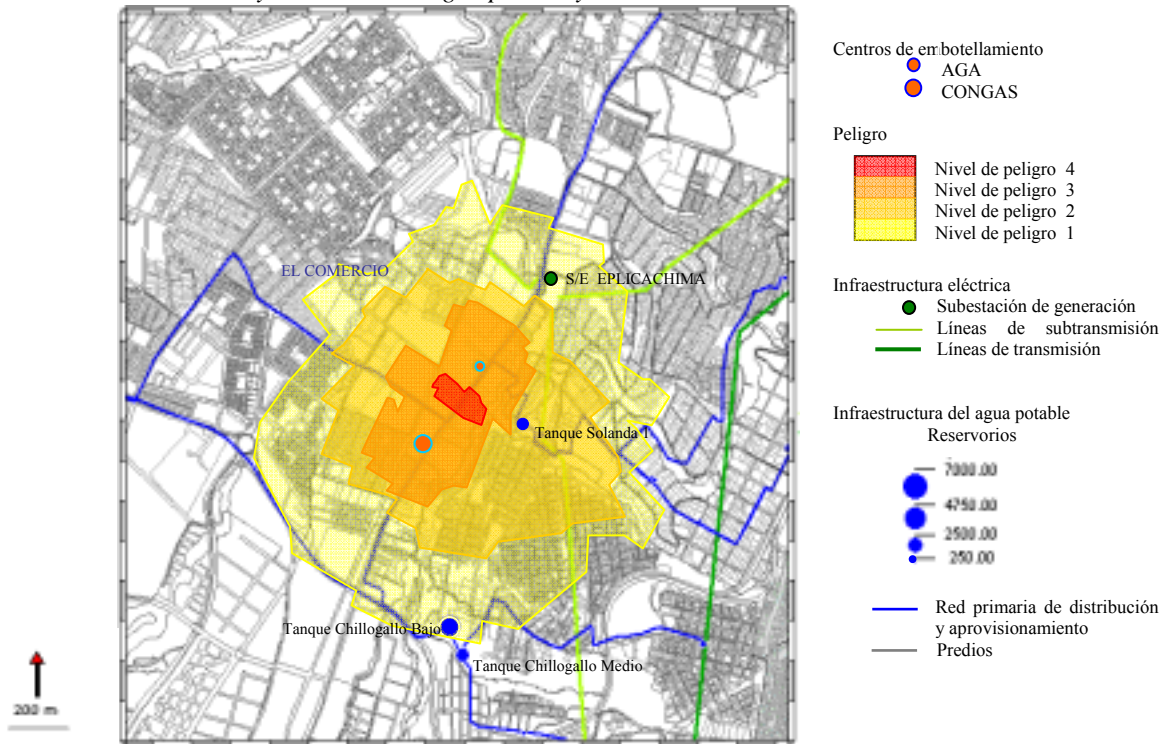 Centros de embotellamiento
AGA
CONGAS
Peligro
Nivel de peligro 4
Nivel de peligro 3
Nivel de peligro 2
Nivel de peligro 1
EL COMERCIO
S/E EPLICACHIMA
Infraestructura eléctrica
Subestación de generación
Líneas de subtransmisión
Líneas de transmisión
Tanque Solanda 1
Infraestructura del agua potable
Reservorios
7000.00
4750.00
2500.00
250.00
Tanque Chillogallo Bajo
Tanque Chillogallo Medio
Red primaria de distribución
y aprovisionamiento
Predios
200 m